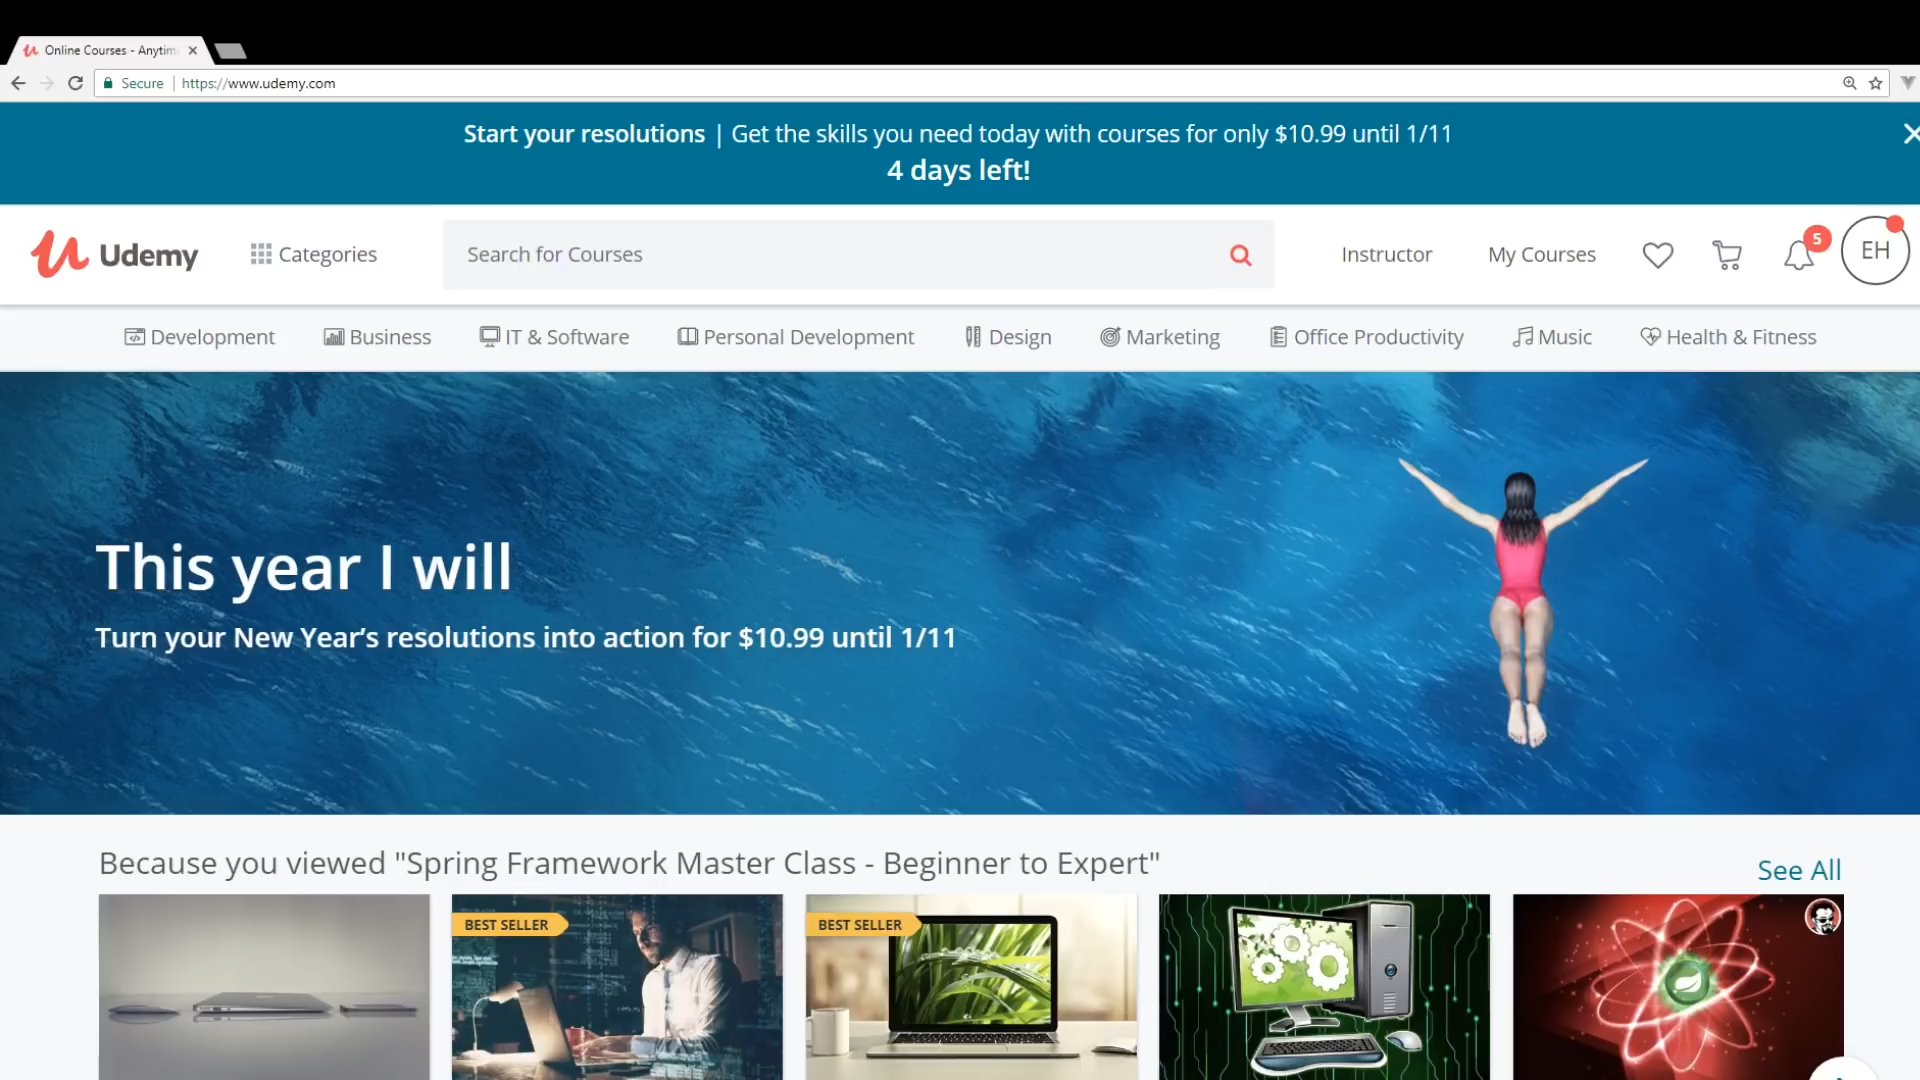 Online Courses - Anytim
Secure | https://www.udemy.com
Start your resolutions | Get the skills you need today with courses for only $10.99 until 1/11
4 days left!
Udemy
Categories
Search for Courses
Instructor
My Courses
5
EH
Development
Business
IT & Software
Personal Development
Design
Marketing
Office Productivity
Music
Health & Fitness
This year I will
Turn your New Year’s resolutions into action for $10.99 until 1/11
Because you viewed "Spring Framework Master Class - Beginner to Expert"
See All
BEST SELLER
BEST SELLER